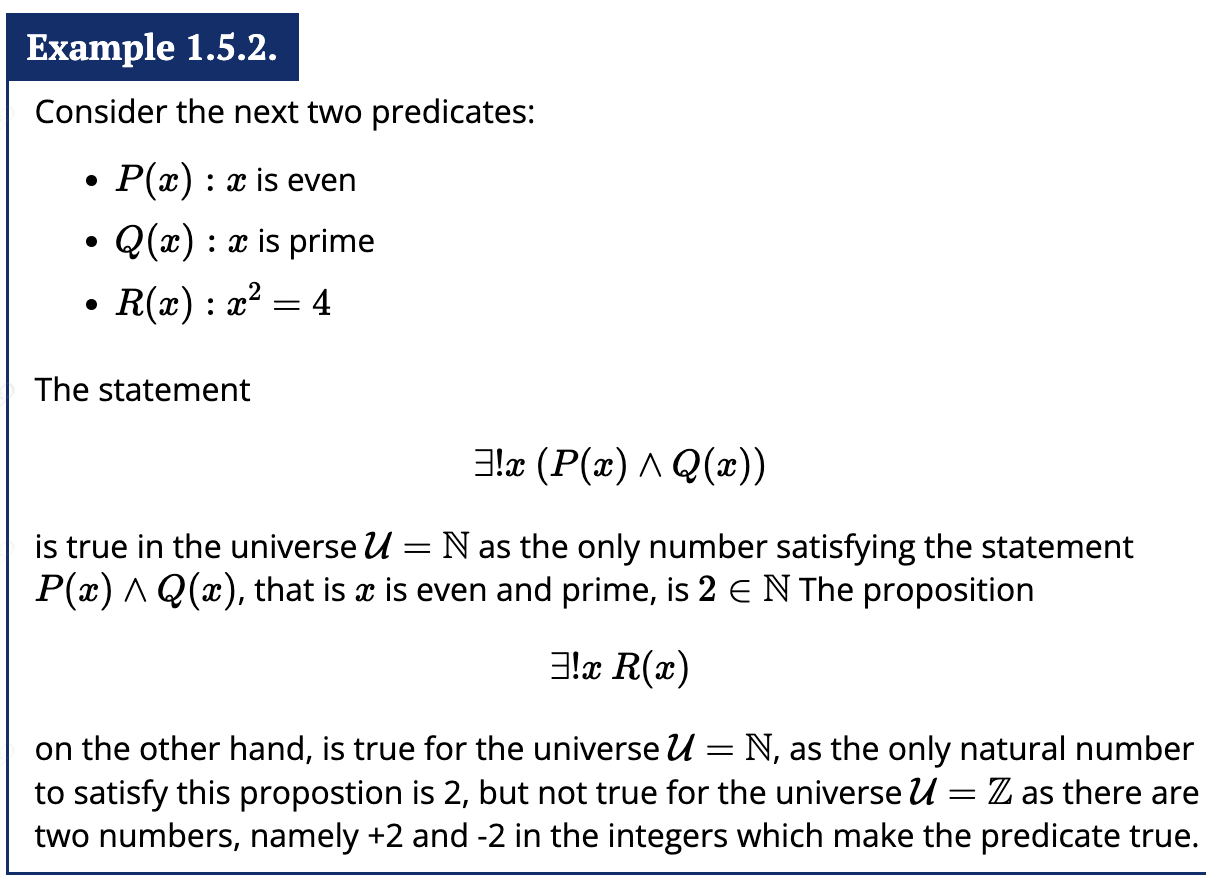 Example 1.5.2.
Consider the next two predicates:
• P(x) : x is even
• Q(x) : x is prime
• R(x) : x² = 4
The statement
∃!x (P(x) ∧ Q(x))
is true in the universe 𝒰 = ℕ as the only number satisfying the statement
P(x) ∧ Q(x), that is x is even and prime, is 2 ∈ ℕ The proposition
∃!x R(x)
on the other hand, is true for the universe 𝒰 = ℕ, as the only natural number
to satisfy this propostion is 2, but not true for the universe 𝒰 = ℤ as there are
two numbers, namely +2 and -2 in the integers which make the predicate true.